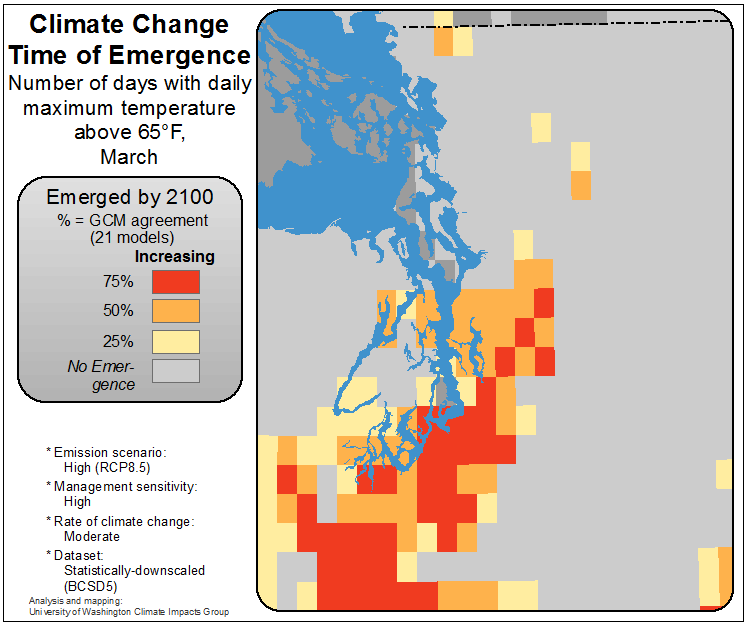 Climate Change
Time of Emergence
Number of days with daily
maximum temperature
above 65°F,
March
Emerged by 2100
% = GCM agreement
(21 models)
Increasing
75%
50%
25%
No Emer-
gence
* Emission scenario:
High (RCP8.5)
* Management sensitivity:
High
* Rate of climate change:
Moderate
* Dataset:
Statistically-downscaled
(BCSD5)
Analysis and mapping:
University of Washington Climate Impacts Group